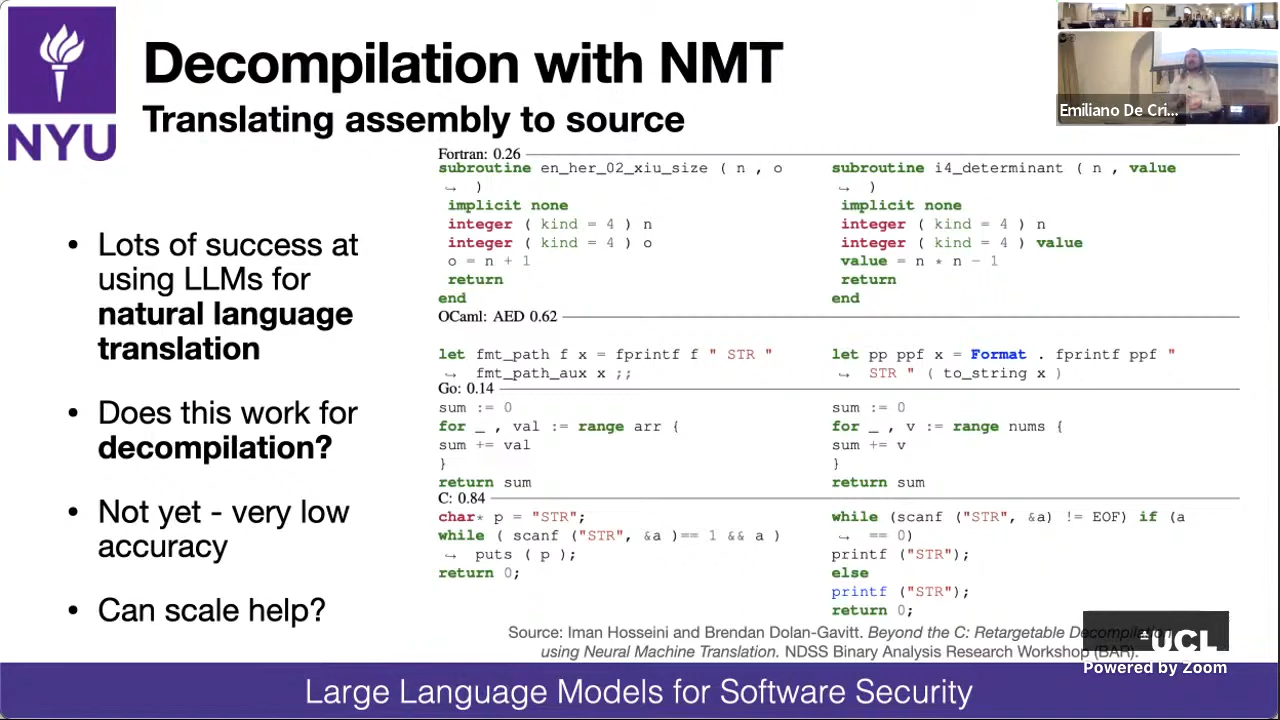 NYU
Decompilation with NMT
Translating assembly to source
Emiliano De Cri...
• Lots of success at
using LLMs for
natural language
translation
• Does this work for
decompilation?
• Not yet - very low
accuracy
• Can scale help?
Fortran: 0.26
subroutine en_her_02_xiu_size ( n , o
↪ )
implicit none
integer ( kind = 4 ) n
integer ( kind = 4 ) o
o = n + 1
return
end
subroutine i4_determinant ( n , value
↪ )
implicit none
integer ( kind = 4 ) n
integer ( kind = 4 ) value
value = n * n − 1
return
end
OCaml: AED 0.62
let fmt_path f x = fprintf f " STR "
↪ fmt_path_aux x ;;
let pp ppf x = Format . fprintf ppf "
↪ STR " ( to_string x )
Go: 0.14
sum := 0
for _ , val := range arr {
sum += val
}
return sum
sum := 0
for _ , v := range nums {
sum += v
}
return sum
C: 0.84
char* p = "STR";
while ( scanf ("STR", &a )== 1 && a )
↪ puts ( p );
return 0;
while (scanf ("STR", &a) != EOF) if (a
↪ == 0)
printf ("STR");
else
printf ("STR");
return 0;
Source: Iman Hosseini and Brendan Dolan-Gavitt. Beyond the C: Retargetable Decompilation
using Neural Machine Translation. NDSS Binary Analysis Research Workshop (BAR).
UCL
Powered by Zoom
Large Language Models for Software Security